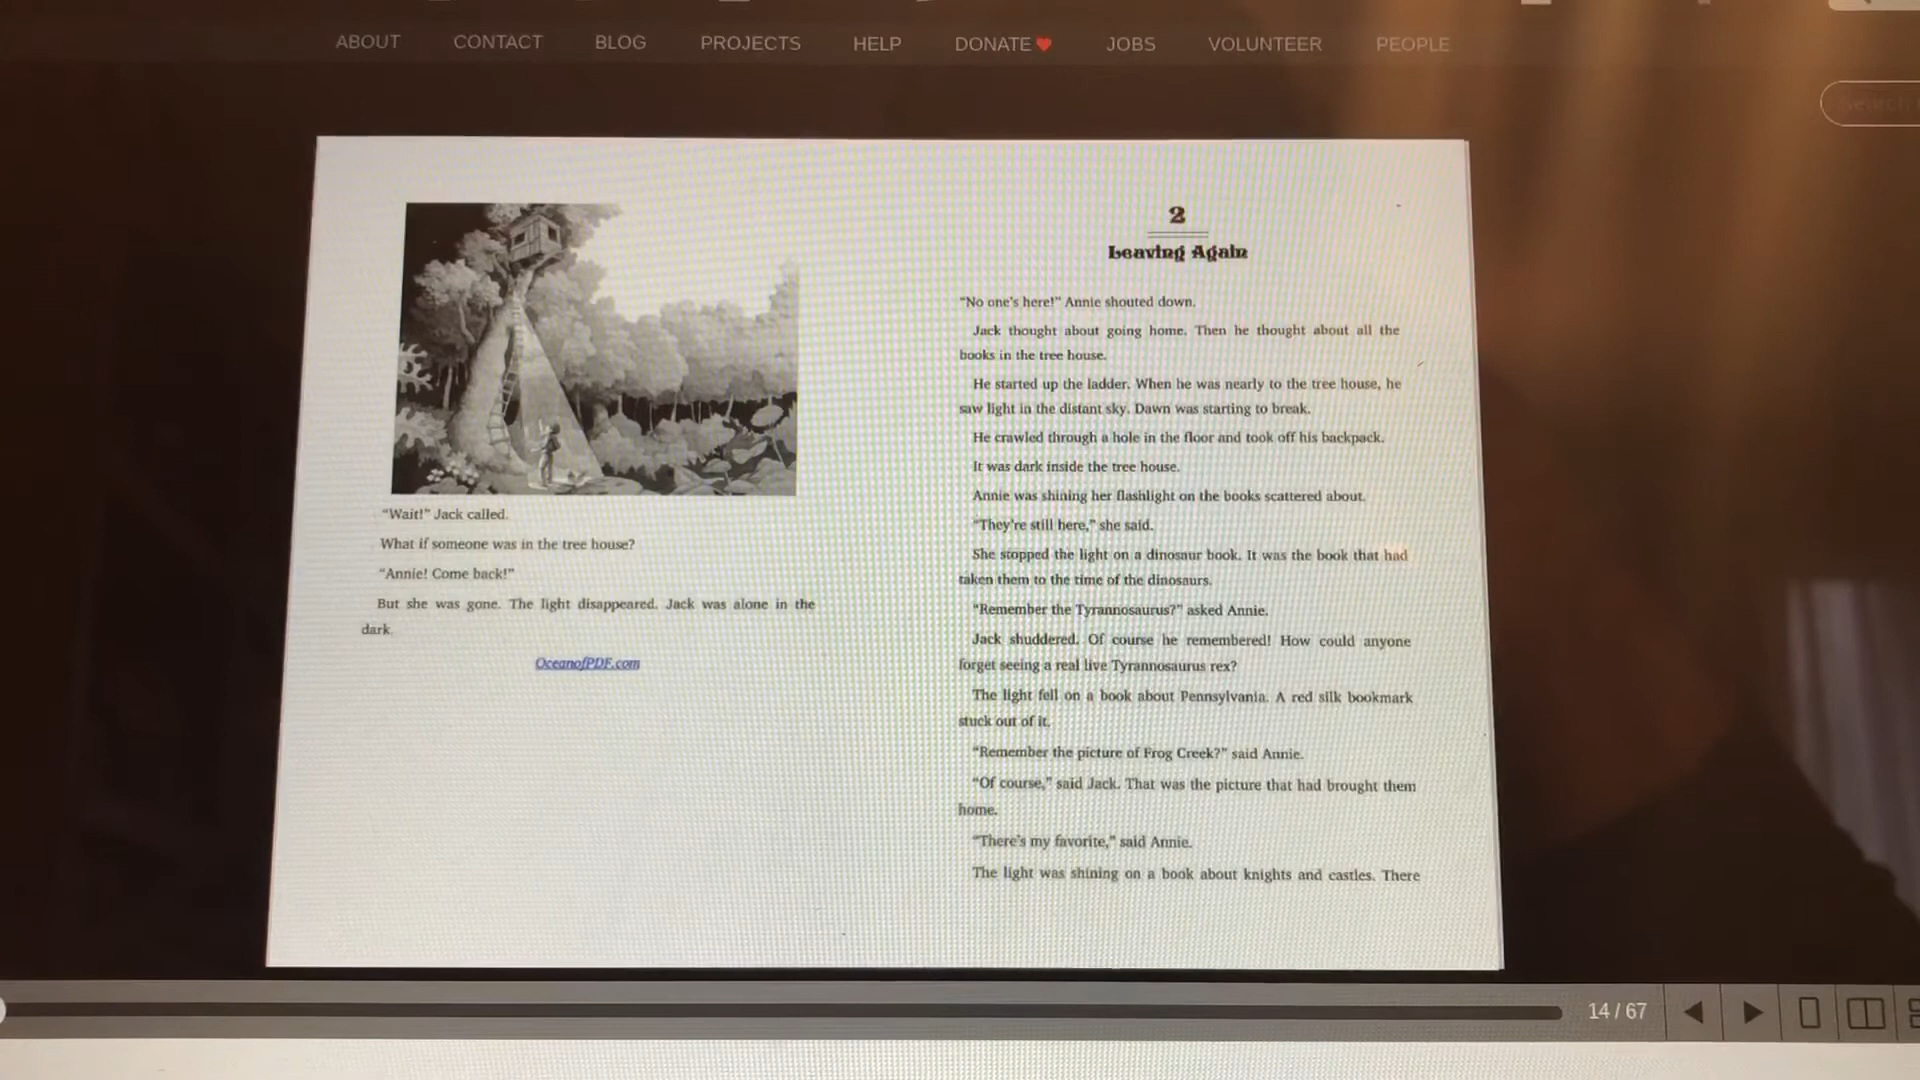 ABOUT CONTACT BLOG PROJECTS HELP DONATE JOBS VOLUNTEER PEOPLE
Search
“Wait!” Jack called.
What if someone was in the tree house?
“Annie! Come back!”
But she was gone. The light disappeared. Jack was alone in the
dark.
OceanofPDF.com
2
Leaving Again
“No one’s here!” Annie shouted down.
Jack thought about going home. Then he thought about all the
books in the tree house.
He started up the ladder. When he was nearly to the tree house, he
saw light in the distant sky. Dawn was starting to break.
He crawled through a hole in the floor and took off his backpack.
It was dark inside the tree house.
Annie was shining her flashlight on the books scattered about.
“They’re still here,” she said.
She stopped the light on a dinosaur book. It was the book that had
taken them to the time of the dinosaurs.
“Remember the Tyrannosaurus?” asked Annie.
Jack shuddered. Of course he remembered! How could anyone
forget seeing a real live Tyrannosaurus rex?
The light fell on a book about Pennsylvania. A red silk bookmark
stuck out of it.
“Remember the picture of Frog Creek?” said Annie.
“Of course,” said Jack. That was the picture that had brought them
home.
“There’s my favorite,” said Annie.
The light was shining on a book about knights and castles. There
14 / 67